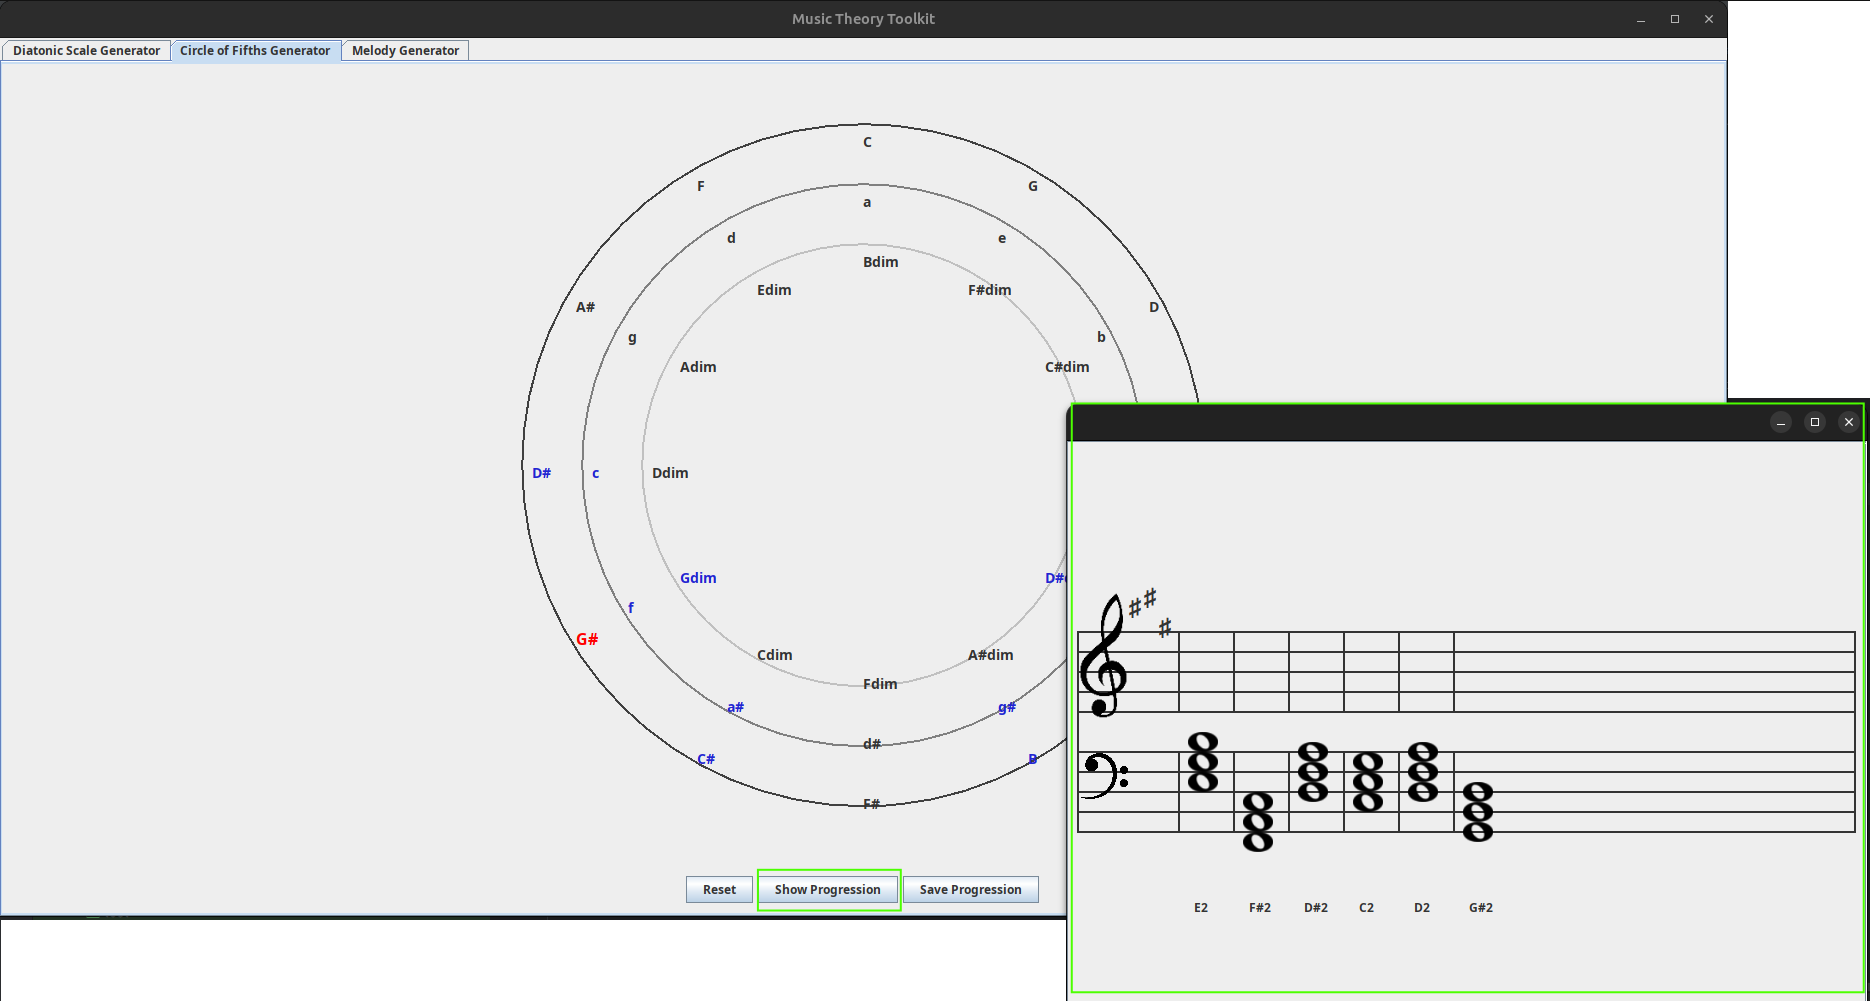 Music Theory Toolkit
Diatonic Scale Generator Circle of Fifths Generator Melody Generator
C
F G
a
d e
Bdim
Edim F#dim
A# D
g b
Adim C#dim
D# c Ddim
Gdim D#
f
G#
Cdim A#dim
Fdim
a# g#
d#
C# B
F#
Reset Show Progression Save Progression
E2 F#2 D#2 C2 D2 G#2